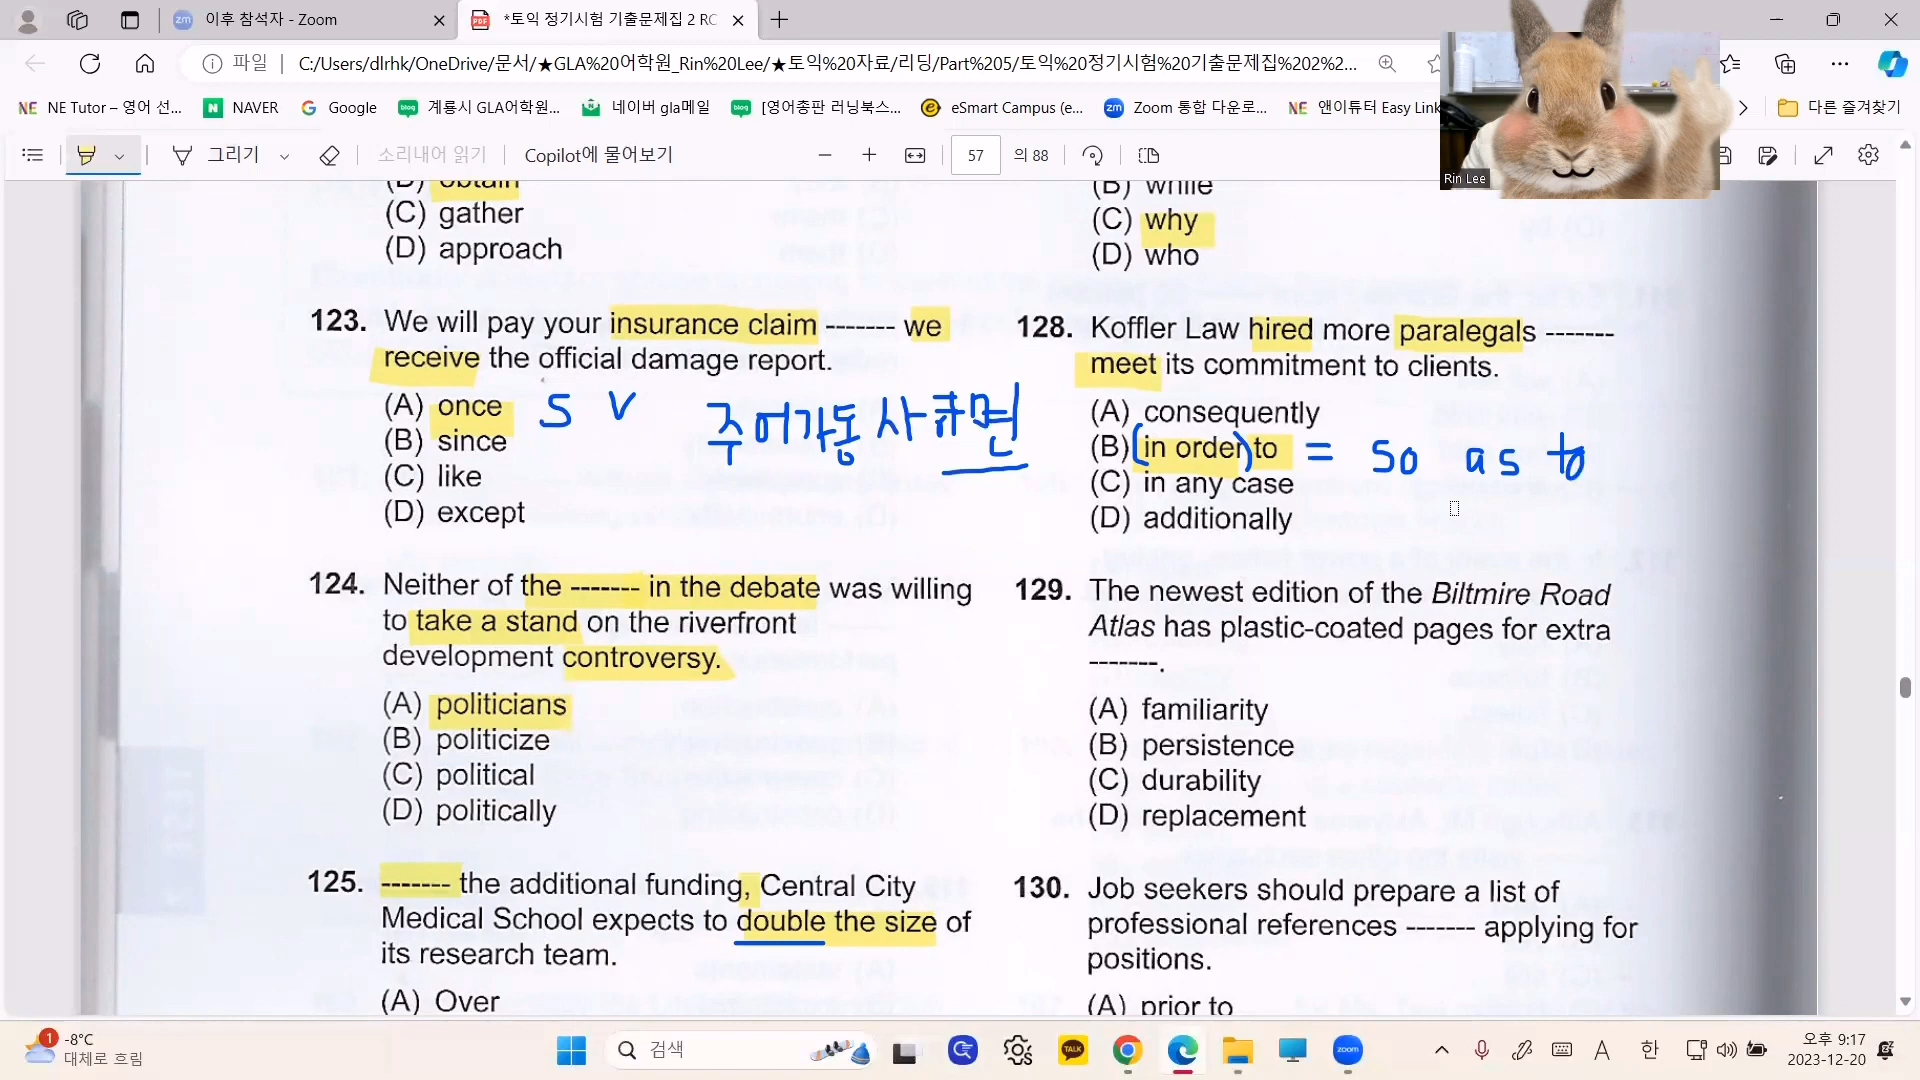 이후 참석자 - Zoom
*토익 정기시험 기출문제집 2 RC
파일
C:/Users/dlrhk/OneDrive/문서/★GLA%20어학원_Rin%20Lee/★토익%20자료/리딩/Part%205/토익%20정기시험%20기출문제집%202%2...
NE Tutor – 영어 선...
NAVER
Google
계룡시 GLA어학원...
네이버 gla메일
[영어총판 러닝북스...
eSmart Campus (e...
Zoom 통합 다운로...
앤이튜터 Easy Link
다른 즐겨찾기
그리기
소리내어 읽기
Copilot에 물어보기
57 의 88
Rin Lee
(B) obtain
(C) gather
(D) approach
123. We will pay your insurance claim ------- we
receive the official damage report.
(A) once
(B) since
(C) like
(D) except
S V 주어가 동사하면
124. Neither of the ------- in the debate was willing
to take a stand on the riverfront
development controversy.
(A) politicians
(B) politicize
(C) political
(D) politically
125. ------- the additional funding, Central City
Medical School expects to double the size of
its research team.
(A) Over
(B) while
(C) why
(D) who
128. Koffler Law hired more paralegals -------
meet its commitment to clients.
(A) consequently
(B) (in order) to = so as to
(C) in any case
(D) additionally
129. The newest edition of the Biltmire Road
Atlas has plastic-coated pages for extra
-------.
(A) familiarity
(B) persistence
(C) durability
(D) replacement
130. Job seekers should prepare a list of
professional references ------- applying for
positions.
(A) prior to
1
-8°C
대체로 흐림
검색
TALK
zoom
A
한
오후 9:17
2023-12-20